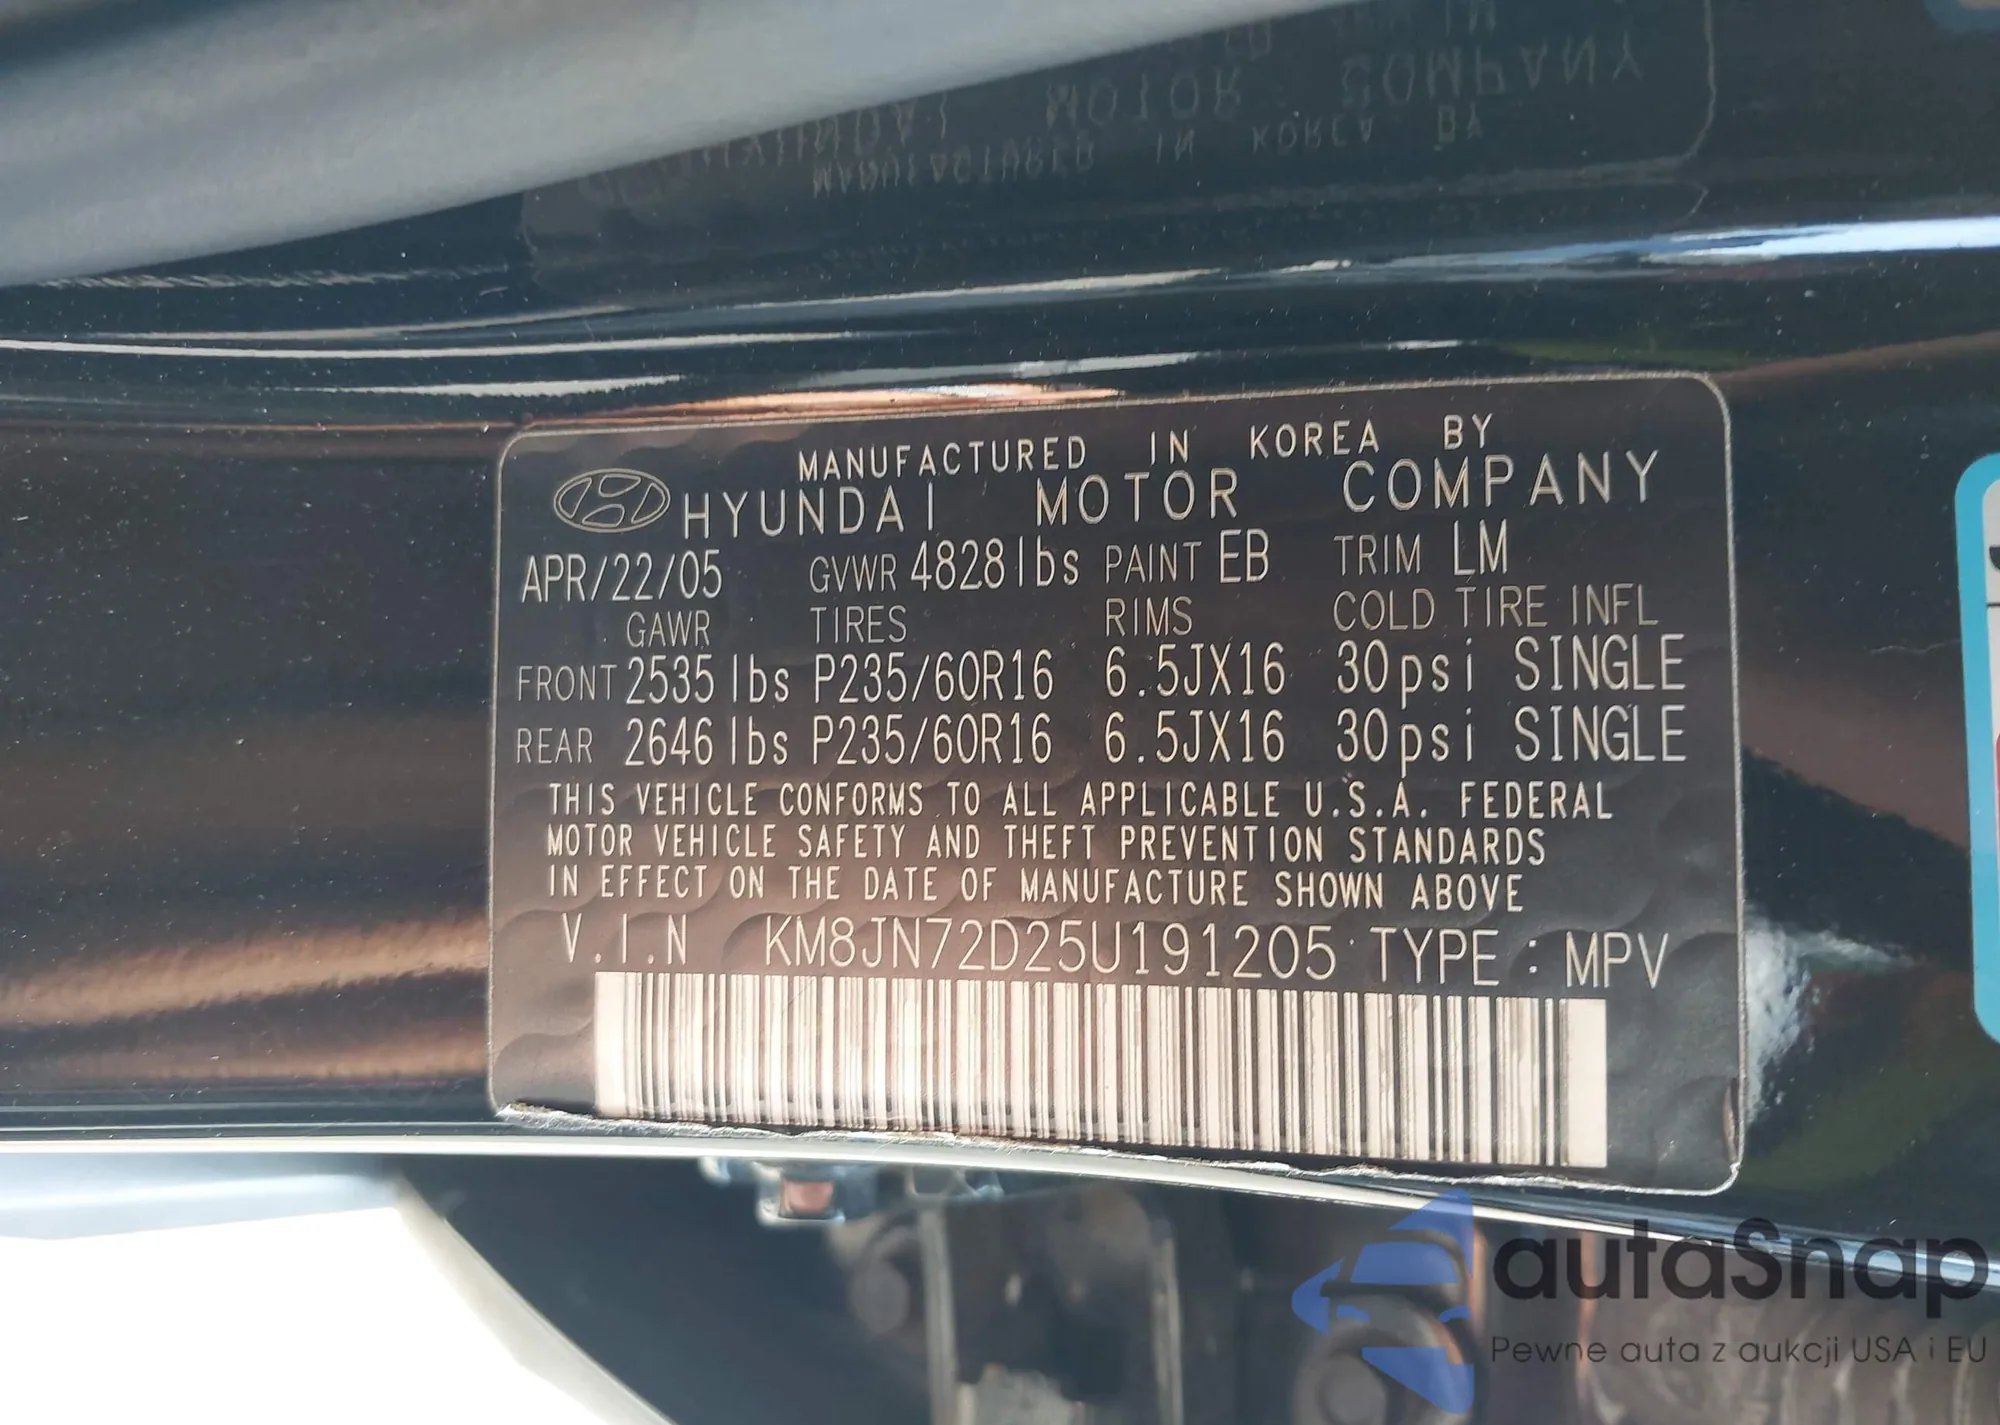 MANUFACTURED IN KOREA BY
HYUNDAI MOTOR COMPANY
APR/22/05 GVWR 4828lbs PAINT EB TRIM LM
GAWR TIRES RIMS COLD TIRE INFL
FRONT 2535lbs P235/60R16 6.5JX16 30psi SINGLE
REAR 2646lbs P235/60R16 6.5JX16 30psi SINGLE
THIS VEHICLE CONFORMS TO ALL APPLICABLE U.S.A. FEDERAL
MOTOR VEHICLE SAFETY AND THEFT PREVENTION STANDARDS
IN EFFECT ON THE DATE OF MANUFACTURE SHOWN ABOVE
V.I.N KM8JN72D25U191205 TYPE : MPV
autaSnap
Pewne auta z aukcji USA i EU